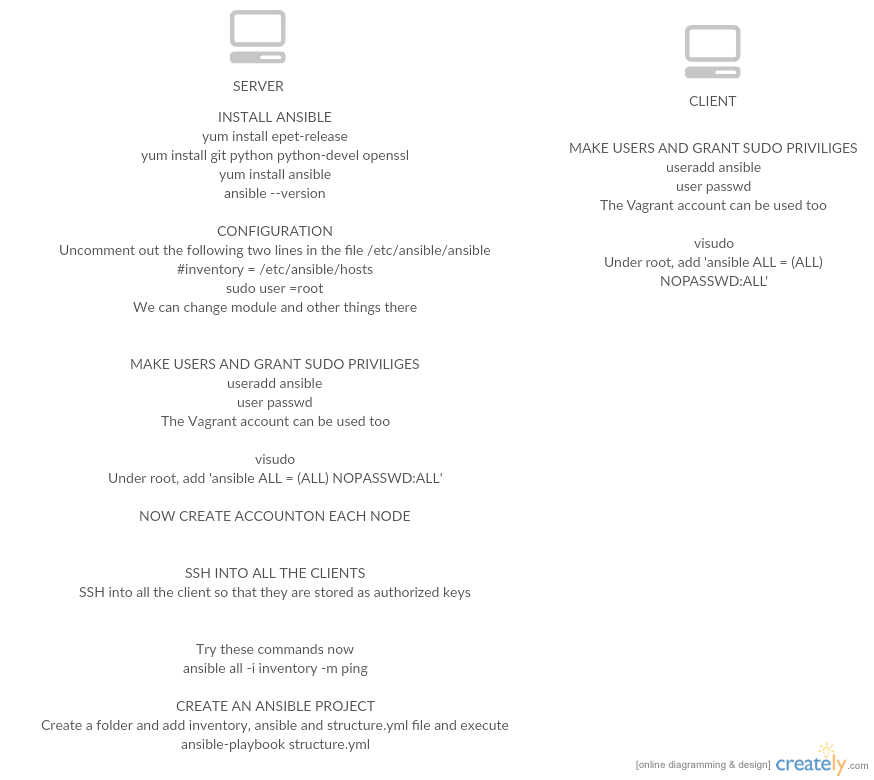 SERVER
INSTALL ANSIBLE
yum install epet-release
yum install git python python-devel openssl
yum install ansible
ansible --version
CONFIGURATION
Uncomment out the following two lines in the file /etc/ansible/ansible
#inventory = /etc/ansible/hosts
sudo user =root
We can change module and other things there
MAKE USERS AND GRANT SUDO PRIVILIGES
useradd ansible
user passwd
The Vagrant account can be used too
visudo
Under root, add 'ansible ALL = (ALL) NOPASSWD:ALL'
NOW CREATE ACCOUNTON EACH NODE
SSH INTO ALL THE CLIENTS
SSH into all the client so that they are stored as authorized keys
Try these commands now
ansible all -i inventory -m ping
CREATE AN ANSIBLE PROJECT
Create a folder and add inventory, ansible and structure.yml file and execute
ansible-playbook structure.yml
CLIENT
MAKE USERS AND GRANT SUDO PRIVILIGES
useradd ansible
user passwd
The Vagrant account can be used too
visudo
Under root, add 'ansible ALL = (ALL)
NOPASSWD:ALL'
[online diagramming & design] creately.com